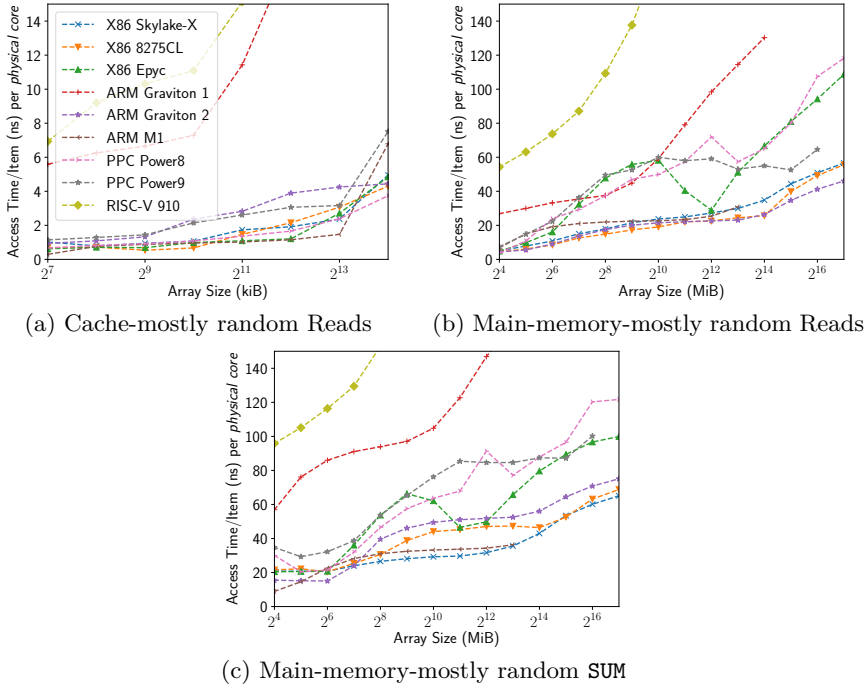 Access Time/Item (ns) per physical core
14
12
10
8
6
4
2
0
X86 Skylake-X
X86 8275CL
X86 Epyc
ARM Graviton 1
ARM Graviton 2
ARM M1
PPC Power8
PPC Power9
RISC-V 910
2^7 2^9 2^11 2^13
Array Size (kiB)
(a) Cache-mostly random Reads
Access Time/Item (ns) per physical core
140
120
100
80
60
40
20
0
2^4 2^6 2^8 2^10 2^12 2^14 2^16
Array Size (MiB)
(b) Main-memory-mostly random Reads
Access Time/Item (ns) per physical core
140
120
100
80
60
40
20
0
2^4 2^6 2^8 2^10 2^12 2^14 2^16
Array Size (MiB)
(c) Main-memory-mostly random SUM